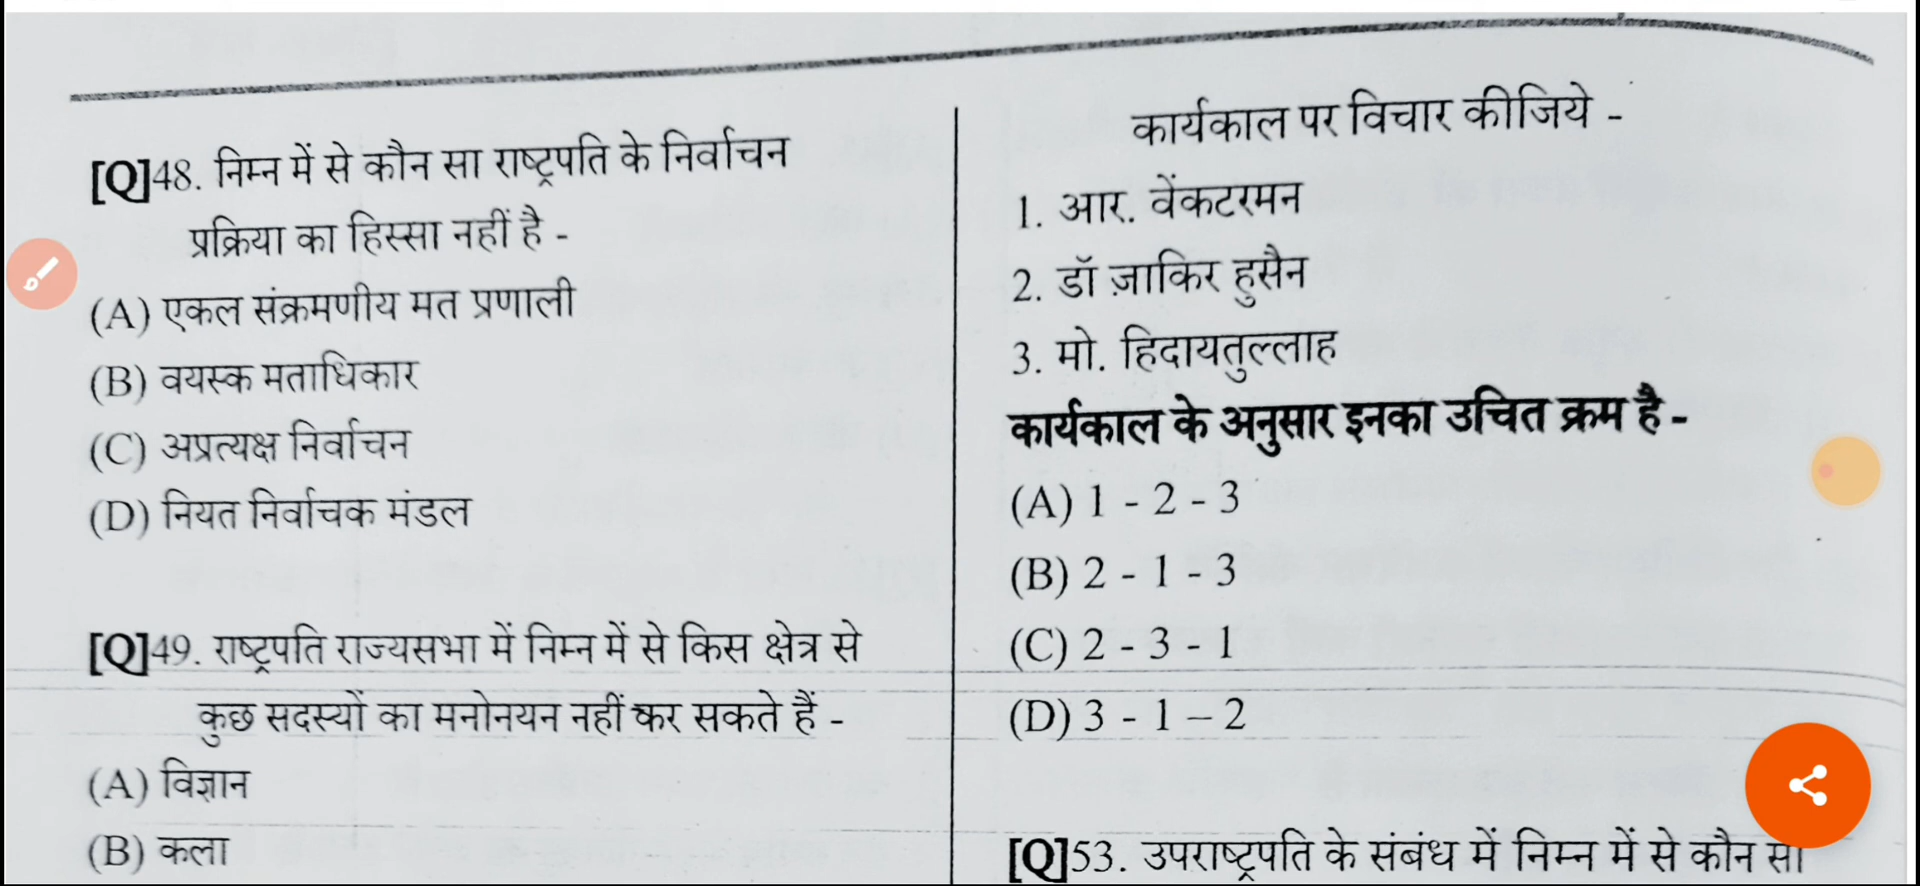 [Q]48. निम्न में से कौन सा राष्ट्रपति के निर्वाचन
प्रक्रिया का हिस्सा नहीं है -
(A) एकल संक्रमणीय मत प्रणाली
(B) वयस्क मताधिकार
(C) अप्रत्यक्ष निर्वाचन
(D) नियत निर्वाचक मंडल
[Q]49. राष्ट्रपति राज्यसभा में निम्न में से किस क्षेत्र से
कुछ सदस्यों का मनोनयन नहीं कर सकते हैं -
(A) विज्ञान
(B) कला
कार्यकाल पर विचार कीजिये -
1. आर. वेंकटरमन
2. डॉ ज़ाकिर हुसैन
3. मो. हिदायतुल्लाह
कार्यकाल के अनुसार इनका उचित क्रम है -
(A) 1 - 2 - 3
(B) 2 - 1 - 3
(C) 2 - 3 - 1
(D) 3 - 1 – 2
[Q]53. उपराष्ट्रपति के संबंध में निम्न में से कौन सा